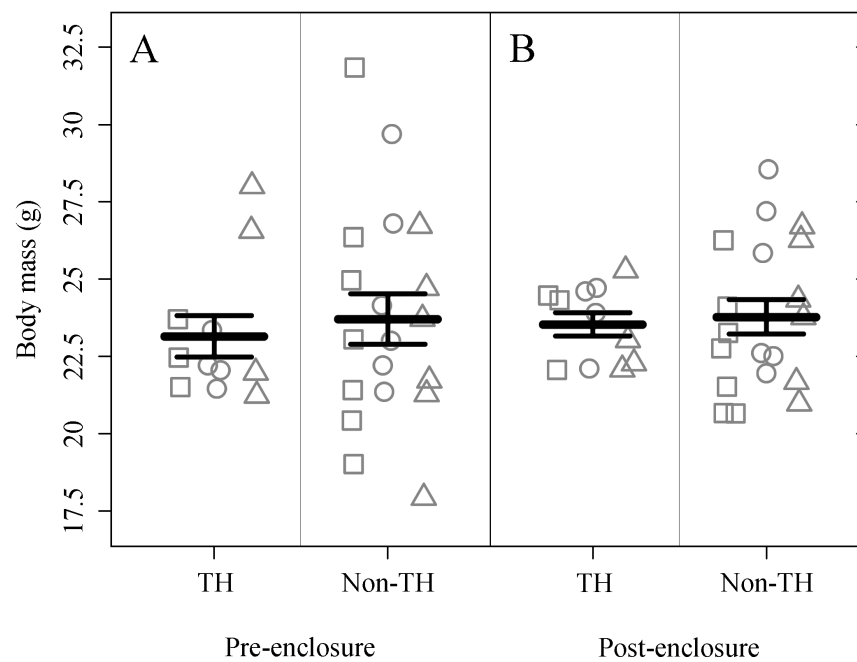 A
B
32.5
30
27.5
25
22.5
20
17.5
Body mass (g)
TH
Non-TH
TH
Non-TH
Pre-enclosure
Post-enclosure